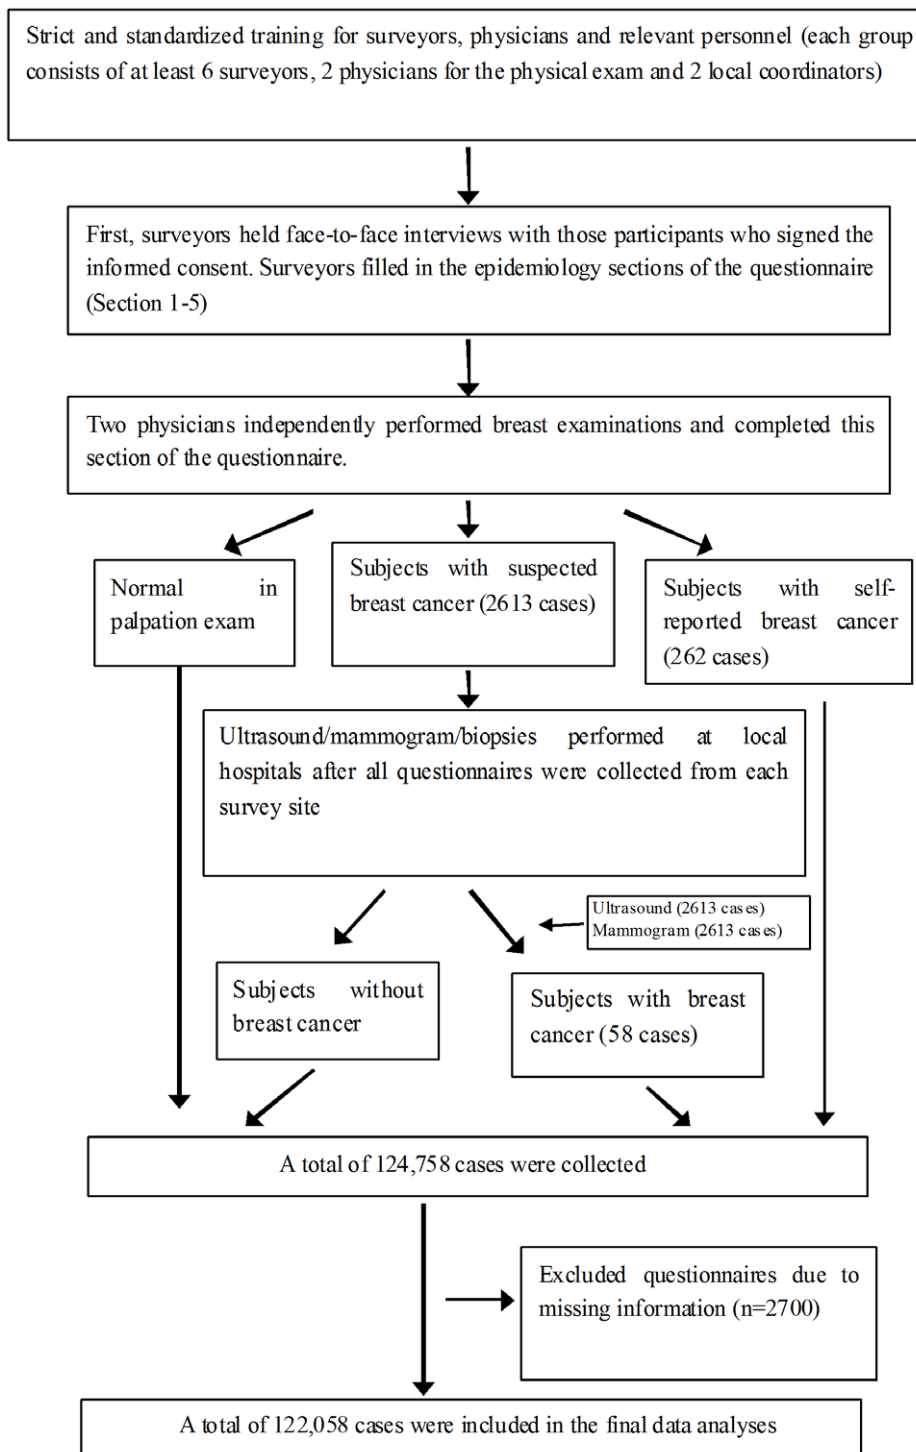 Strict and standardized training for surveyors, physicians and relevant personnel (each group
consists of at least 6 surveyors, 2 physicians for the physical exam and 2 local coordinators)
First, surveyors held face-to-face interviews with those participants who signed the
informed consent. Surveyors filled in the epidemiology sections of the questionnaire
(Section 1-5)
Two physicians independently performed breast examinations and completed this
section of the questionnaire.
Normal in
palpation exam
Subjects with suspected
breast cancer (2613 cases)
Subjects with self-
reported breast cancer
(262 cases)
Ultrasound/mammogram/biopsies performed at local
hospitals after all questionnaires were collected from each
survey site
Ultrasound (2613 cases)
Mammogram (2613 cases)
Subjects without
breast cancer
Subjects with breast
cancer (58 cases)
A total of 124,758 cases were collected
Excluded questionnaires due to
missing information (n=2700)
A total of 122,058 cases were included in the final data analyses